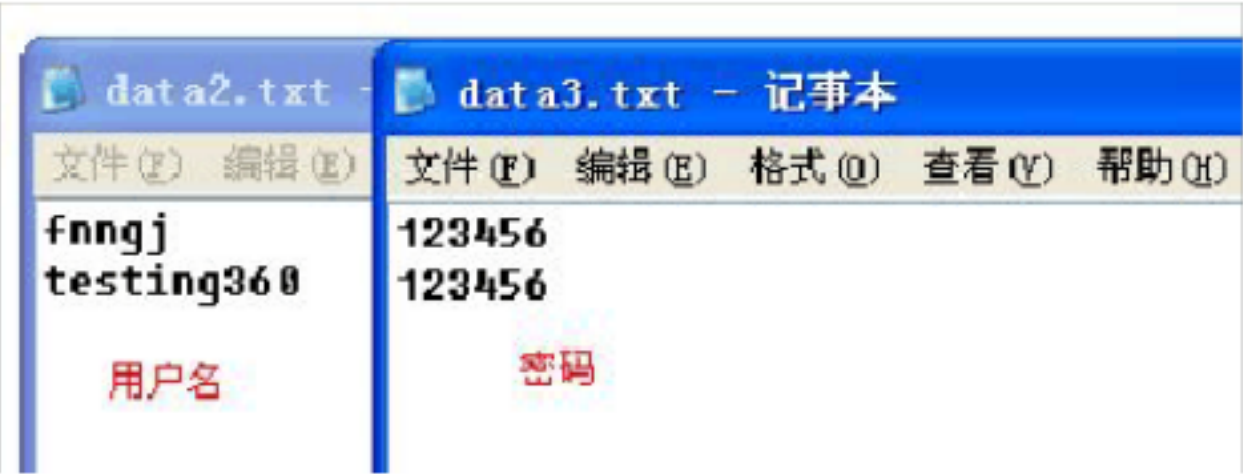 data2.txt -
文件(F) 编辑(E)
fnngj
testing360
用户名
data3.txt - 记事本
文件(F) 编辑(E) 格式(O) 查看(V) 帮助(H)
123456
123456
密码